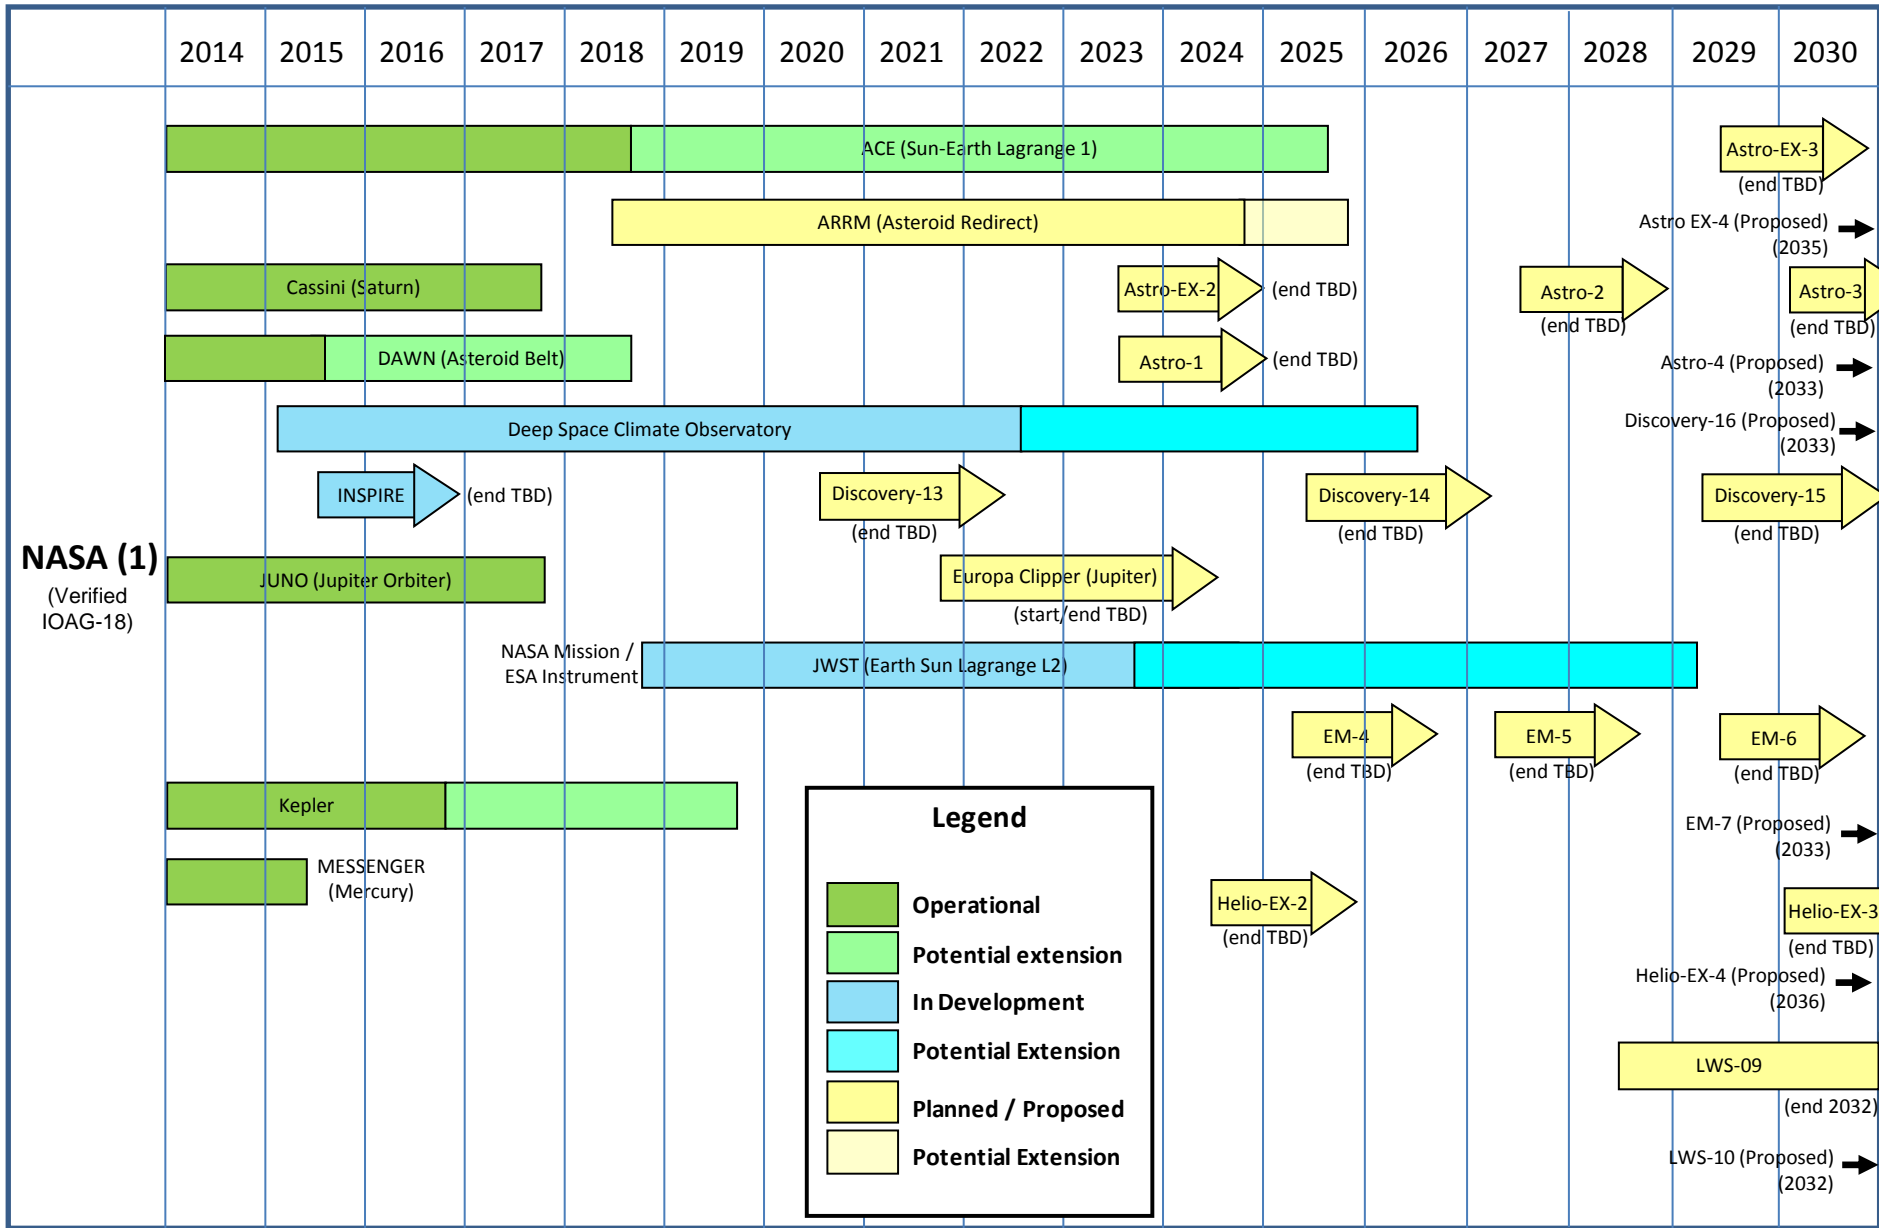 2014 2015 2016 2017 2018 2019 2020 2021 2022 2023 2024 2025 2026 2027 2028 2029 2030
NASA (1)
(Verified
IOAG-18)
ACE (Sun-Earth Lagrange 1)
Astro-EX-3
(end TBD)
ARRM (Asteroid Redirect)
Astro EX-4 (Proposed)
(2035)
Cassini (Saturn)
Astro-EX-2
(end TBD)
Astro-2
(end TBD)
Astro-3
(end TBD)
DAWN (Asteroid Belt)
Astro-1
(end TBD)
Astro-4 (Proposed)
(2033)
Deep Space Climate Observatory
Discovery-16 (Proposed)
(2033)
INSPIRE
(end TBD)
Discovery-13
(end TBD)
Discovery-14
(end TBD)
Discovery-15
(end TBD)
JUNO (Jupiter Orbiter)
Europa Clipper (Jupiter)
(start/end TBD)
NASA Mission /
ESA Instrument
JWST (Earth Sun Lagrange L2)
EM-4
(end TBD)
EM-5
(end TBD)
EM-6
(end TBD)
Kepler
EM-7 (Proposed)
(2033)
MESSENGER
(Mercury)
Helio-EX-2
(end TBD)
Helio-EX-3
(end TBD)
Helio-EX-4 (Proposed)
(2036)
LWS-09
(end 2032)
LWS-10 (Proposed)
(2032)
Legend
Operational
Potential extension
In Development
Potential Extension
Planned / Proposed
Potential Extension